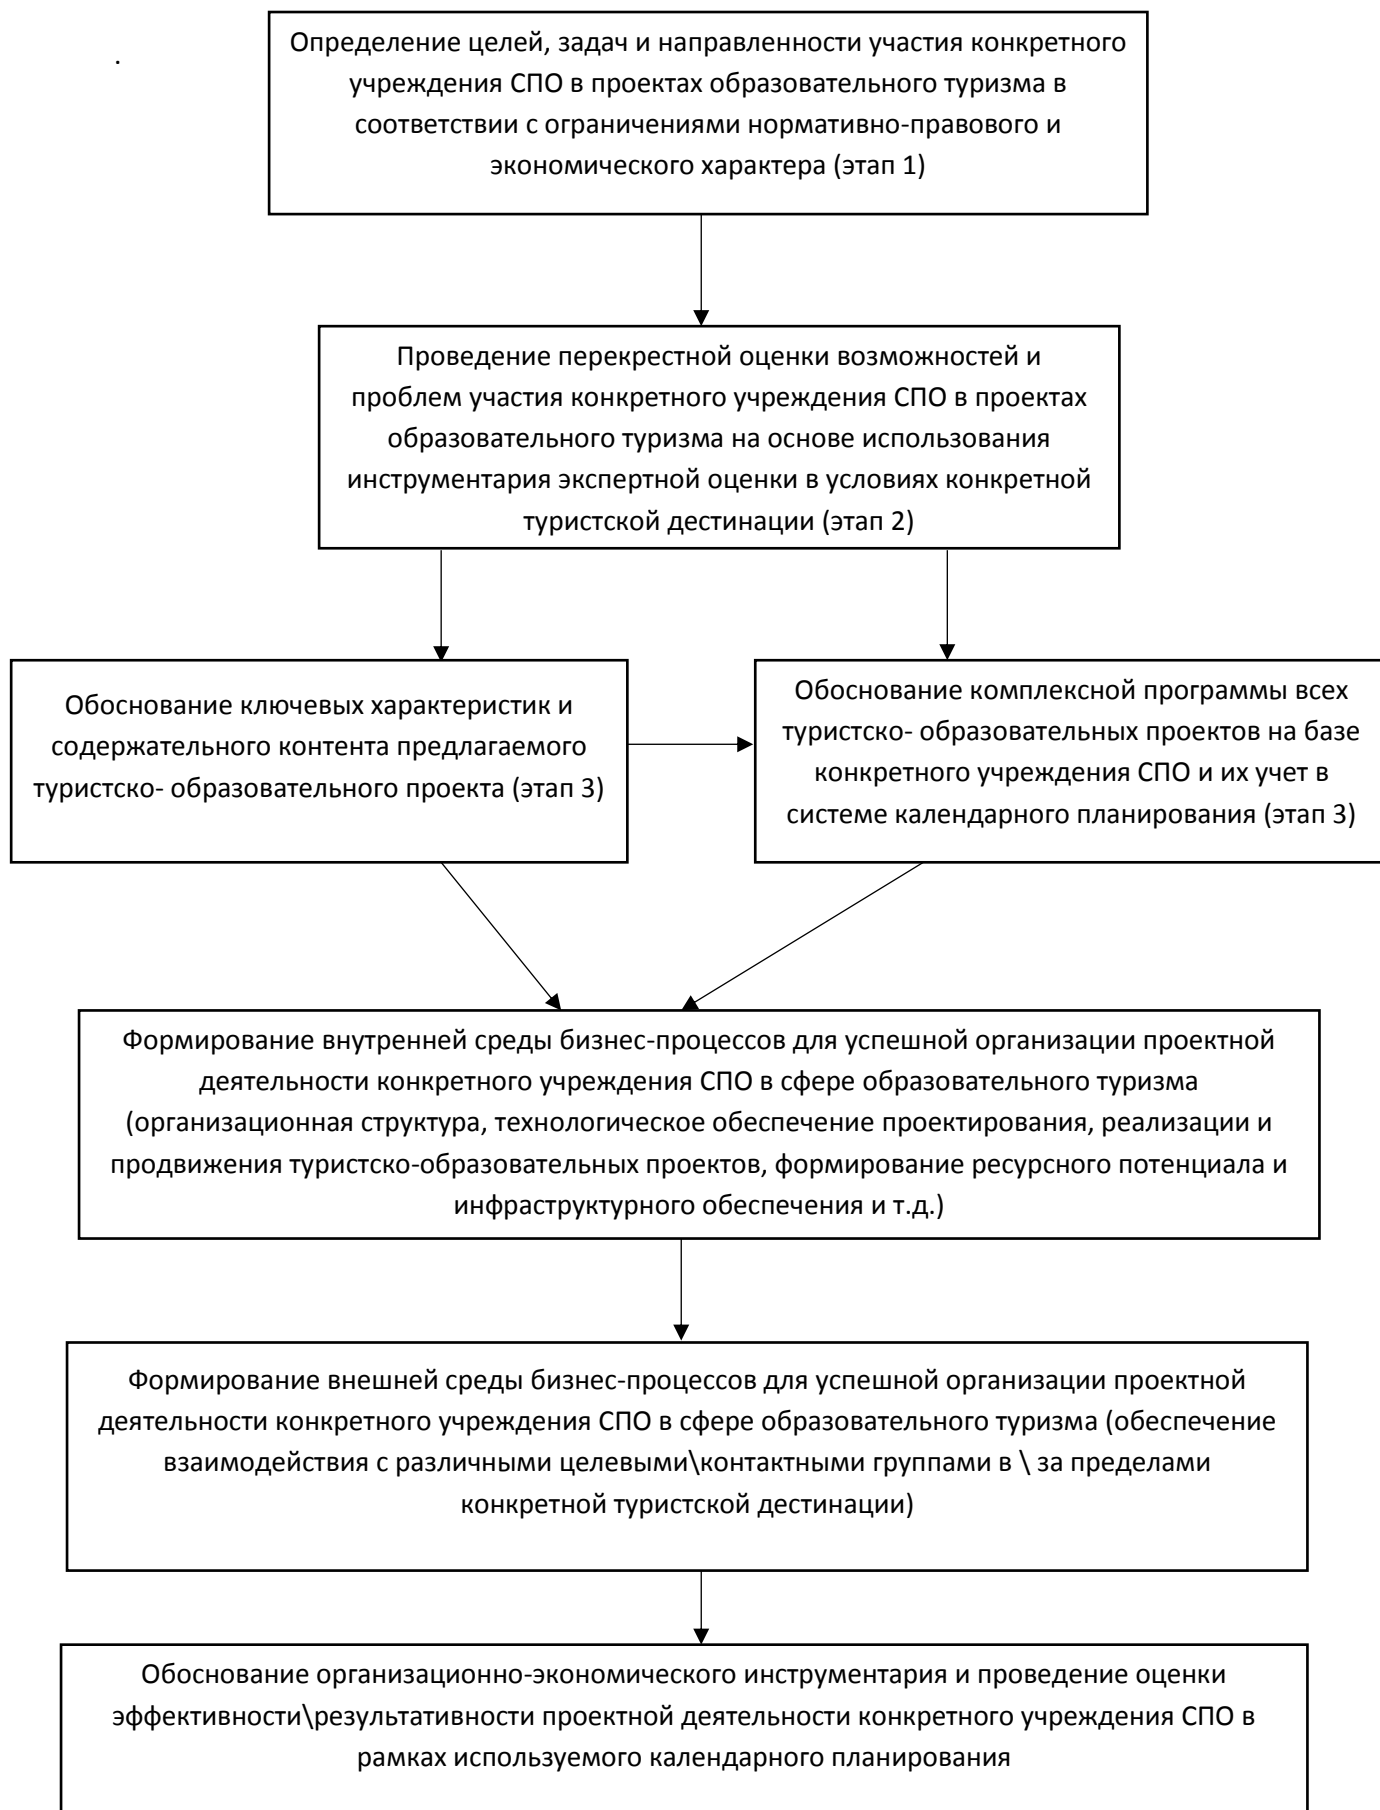 .
Определение целей, задач и направленности участия конкретного
учреждения СПО в проектах образовательного туризма в
соответствии с ограничениями нормативно-правового и
экономического характера (этап 1)
Проведение перекрестной оценки возможностей и
проблем участия конкретного учреждения СПО в проектах
образовательного туризма на основе использования
инструментария экспертной оценки в условиях конкретной
туристской дестинации (этап 2)
Обоснование ключевых характеристик и
содержательного контента предлагаемого
туристско- образовательного проекта (этап 3)
Обоснование комплексной программы всех
туристско- образовательных проектов на базе
конкретного учреждения СПО и их учет в
системе календарного планирования (этап 3)
Формирование внутренней среды бизнес-процессов для успешной организации проектной
деятельности конкретного учреждения СПО в сфере образовательного туризма
(организационная структура, технологическое обеспечение проектирования, реализации и
продвижения туристско-образовательных проектов, формирование ресурсного потенциала и
инфраструктурного обеспечения и т.д.)
Формирование внешней среды бизнес-процессов для успешной организации проектной
деятельности конкретного учреждения СПО в сфере образовательного туризма (обеспечение
взаимодействия с различными целевыми\контактными группами в \ за пределами
конкретной туристской дестинации)
Обоснование организационно-экономического инструментария и проведение оценки
эффективности\результативности проектной деятельности конкретного учреждения СПО в
рамках используемого календарного планирования